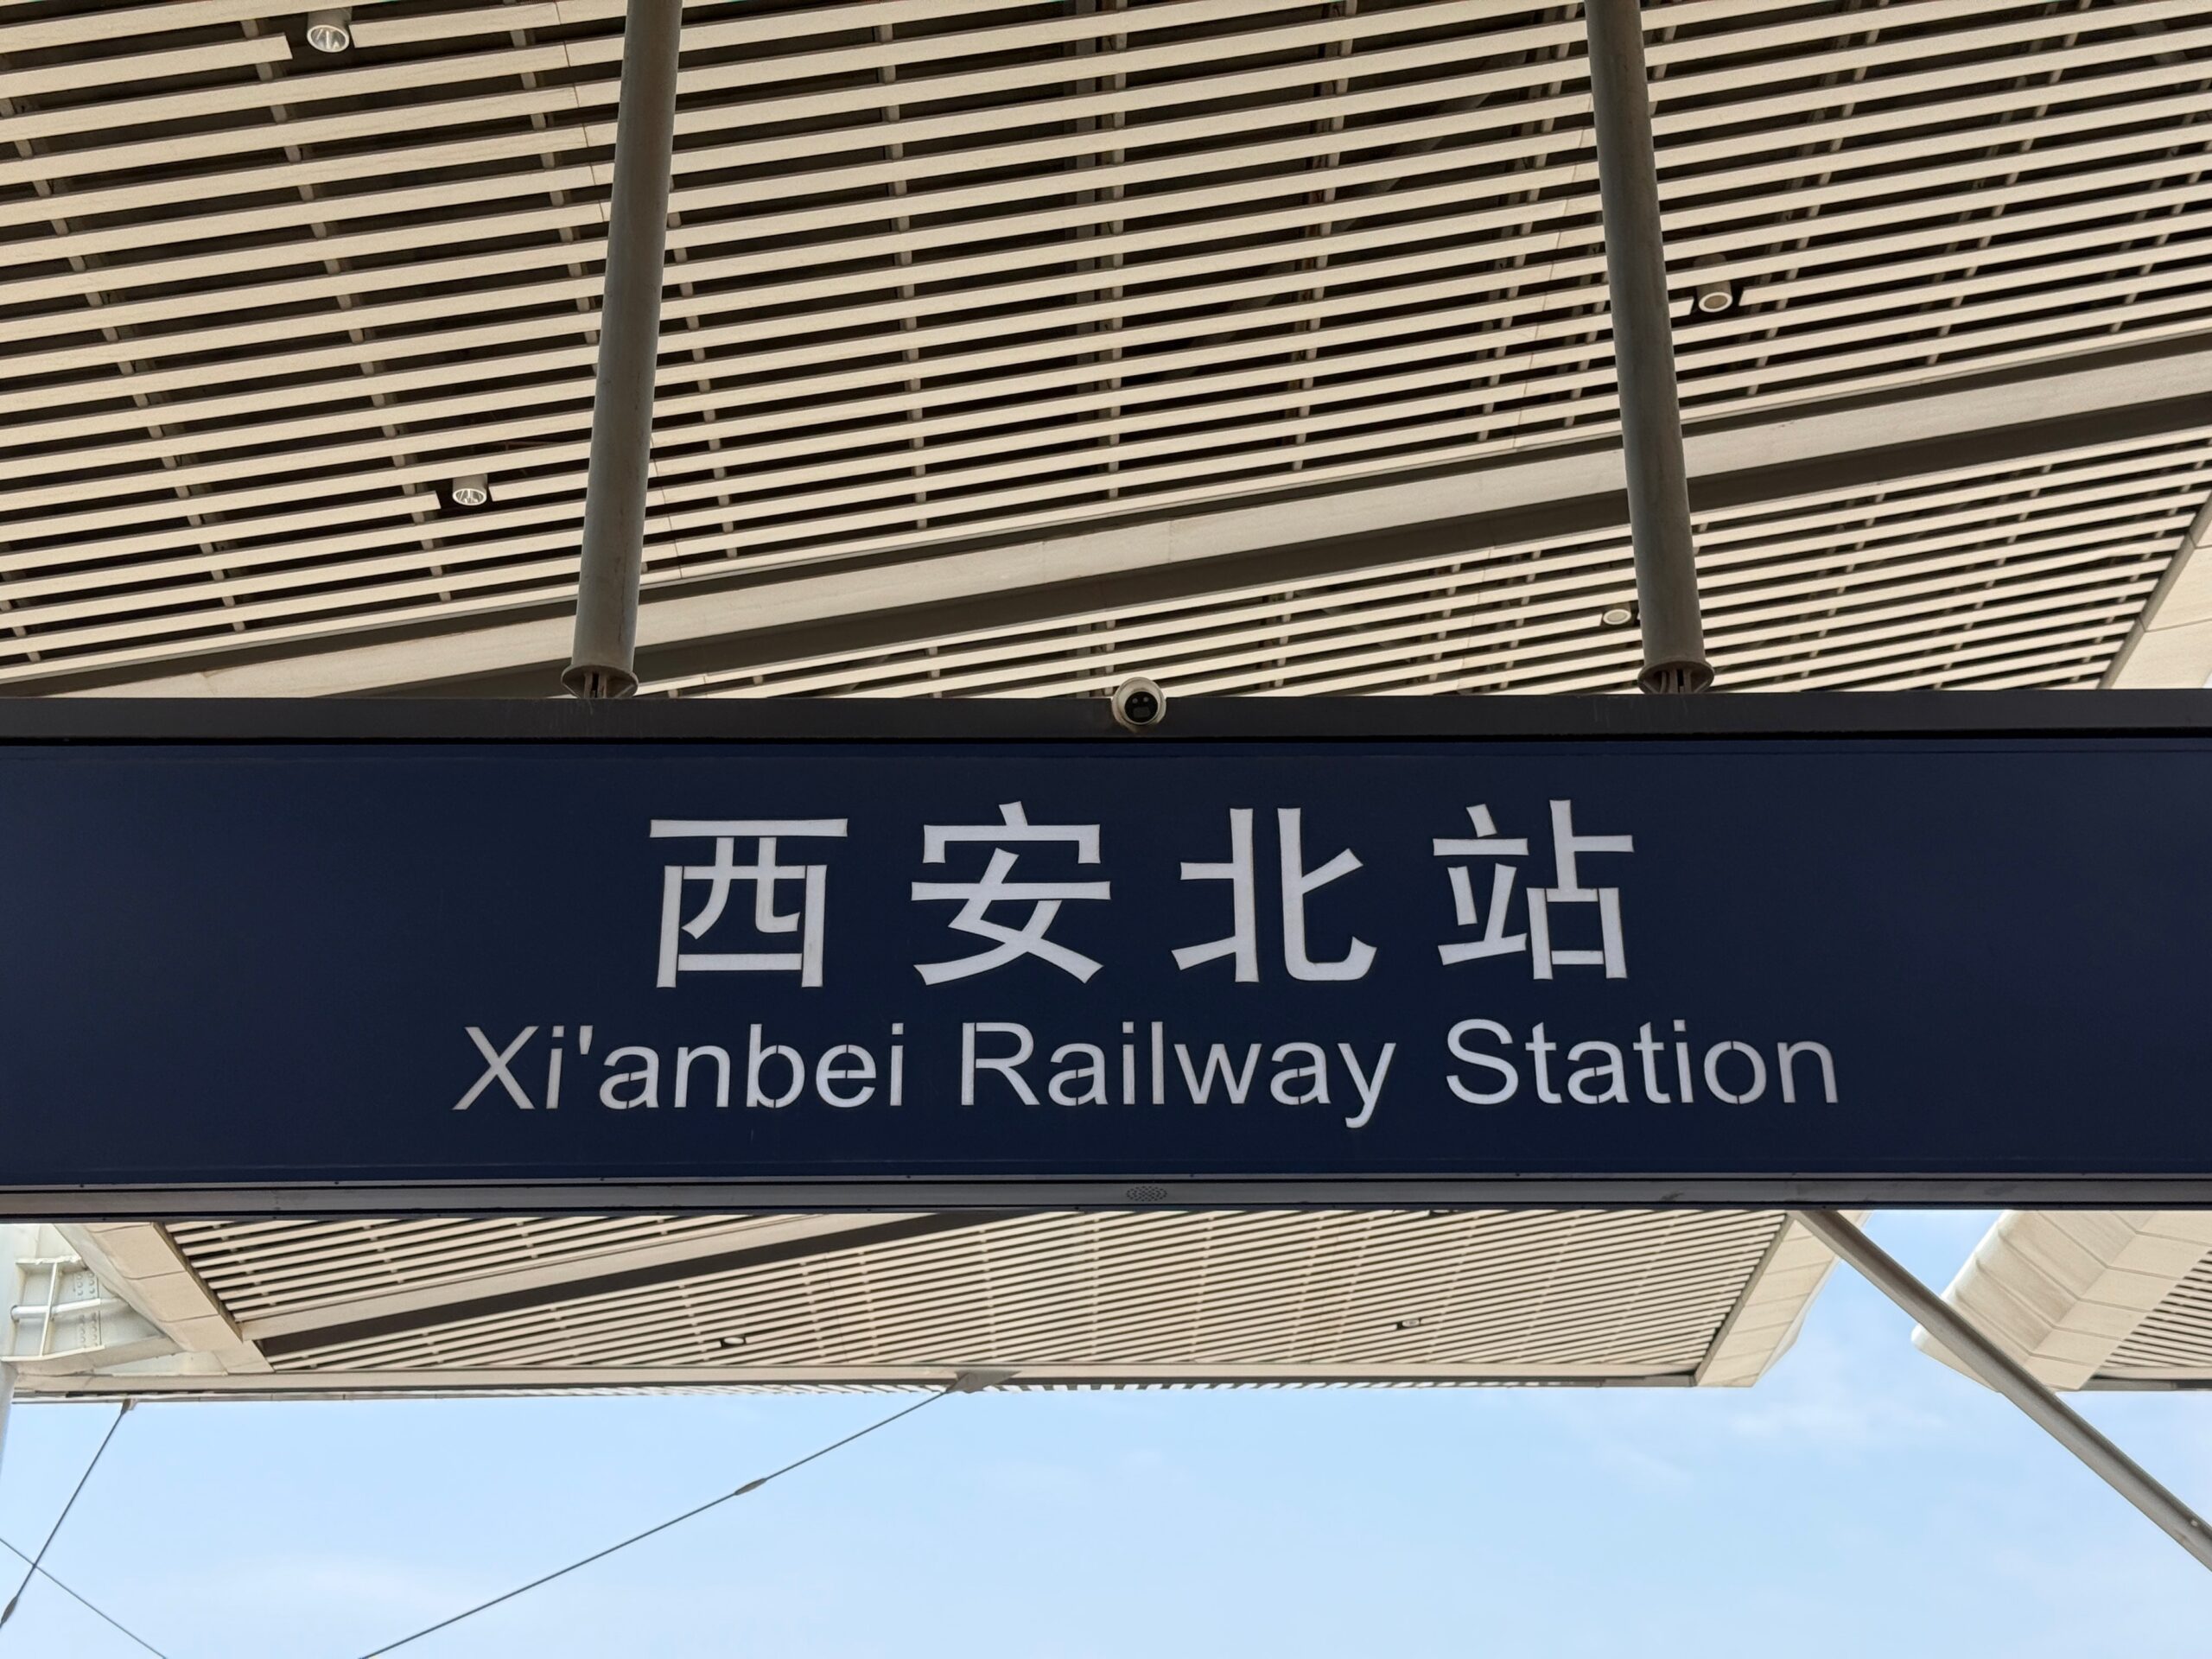 西安北站
Xi'anbei Railway Station